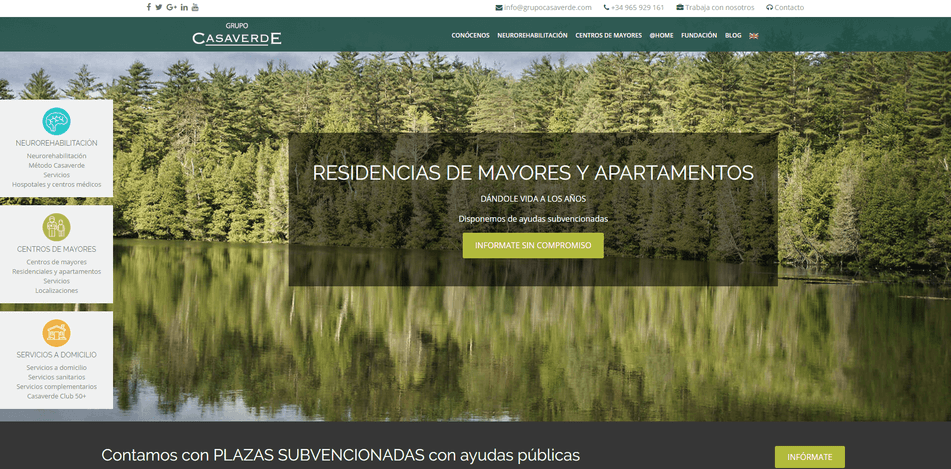 info@grupocasaverde.com +34 965 929 161 Trabaja con nosotros Contacto
GRUPO
CASAVERDE
CONÓCENOS NEUROREHABILITACIÓN CENTROS DE MAYORES @HOME FUNDACIÓN BLOG
NEUROREHABILITACIÓN
Neurorehabilitación
Método Casaverde
Servicios
Hospotales y centros médicos
CENTROS DE MAYORES
Centros de mayores
Residenciales y apartamentos
Servicios
Localizaciones
SERVICIOS A DOMICILIO
Servicios a domicilio
Servicios sanitarios
Servicios complementarios
Casaverde Club 50+
RESIDENCIAS DE MAYORES Y APARTAMENTOS
DÁNDOLE VIDA A LOS AÑOS
Disponemos de ayudas subvencionadas
INFORMATE SIN COMPROMISO
Contamos con PLAZAS SUBVENCIONADAS con ayudas públicas
INFÓRMATE